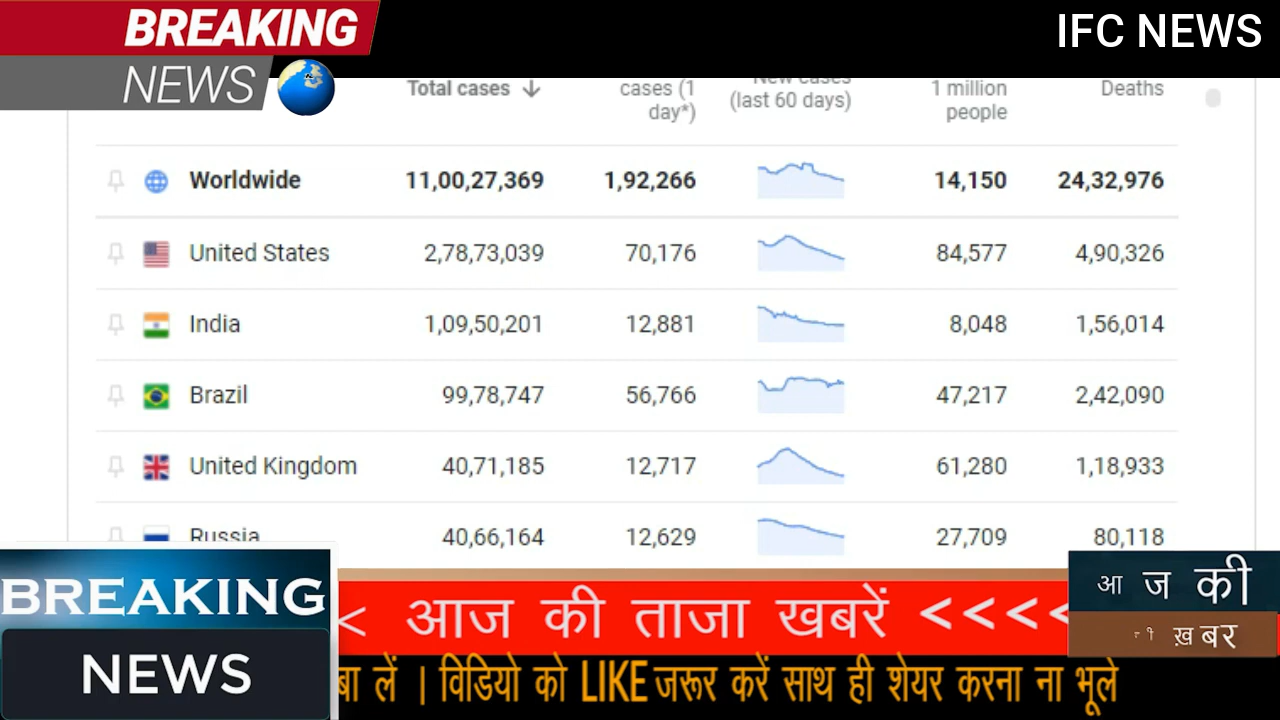 BREAKING
NEWS
IFC NEWS
Total cases ↓
cases (1 day*)
New cases (last 60 days)
1 million people
Deaths
Worldwide 11,00,27,369 1,92,266 14,150 24,32,976
United States 2,78,73,039 70,176 84,577 4,90,326
India 1,09,50,201 12,881 8,048 1,56,014
Brazil 99,78,747 56,766 47,217 2,42,090
United Kingdom 40,71,185 12,717 61,280 1,18,933
Russia 40,66,164 12,629 27,709 80,118
BREAKING
NEWS
< आज की ताजा खबरें <<<<
आज की
ख़बर
लें । विडियो को LIKE जरूर करें साथ ही शेयर करना ना भूले